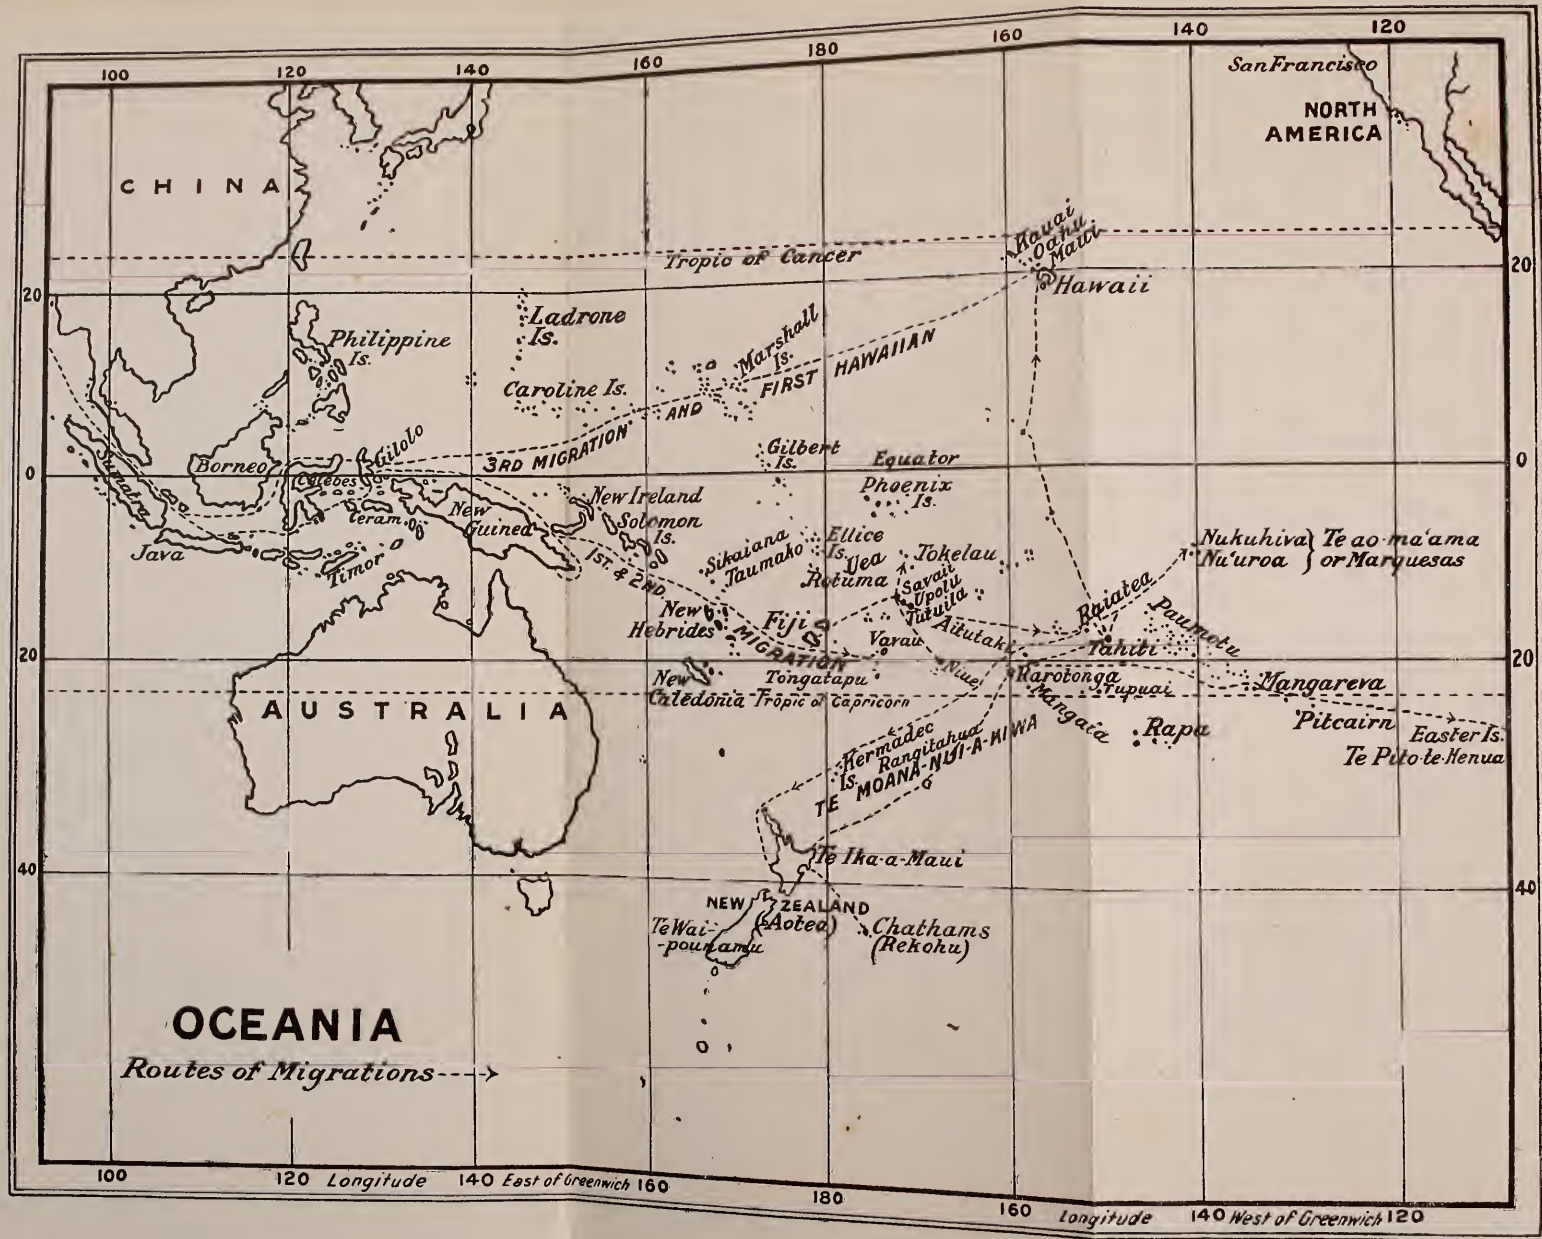 100
120
140
160
180
160
140
120
San Francisco
NORTH
AMERICA
CHINA
Kauai
Oahu
Maui
Hawaii
Tropic of Cancer
20
20
Ladrone
Is.
Philippine
Is.
Marshall
Is.
Caroline Is.
3RD MIGRATION AND FIRST HAWAIIAN
Gilolo
Gilbert
Is.
Equator
Phoenix
Is.
0
0
Borneo
Celebes
Sumatra
Ceram
New
Guinea
New Ireland
Solomon
Is.
Java
Timor
Sikaiana
Taumako
Ellice
Is.
Uea
Rotuma
Tokelau
Savaii
Upolu
Tutuila
Nukuhiva
Nu'uroa
Te ao-ma'ama
or Marquesas
1ST. & 2ND MIGRATION
New
Hebrides
Fiji
Vavau
Aitutaki
Raiatea
Paumotu
Tahiti
20
20
New
Caledonia
Tongatapu
Niue
Rarotonga
Tupuai
Mangareva
Tropic of Capricorn
AUSTRALIA
Mangaia
Rapa
Pitcairn
Easter Is.
Te Pito-te-Henua
Kermadec
Is.
Rangitahua
TE MOANA-NUI-A-KIWA
Te Ika-a-Maui
40
40
NEW ZEALAND
(Aotea)
Te Wai-
-pounamu
Chathams
(Rekohu)
OCEANIA
Routes of Migrations
100
120
Longitude
140
East of Greenwich
160
180
160
Longitude
140
West of Greenwich
120